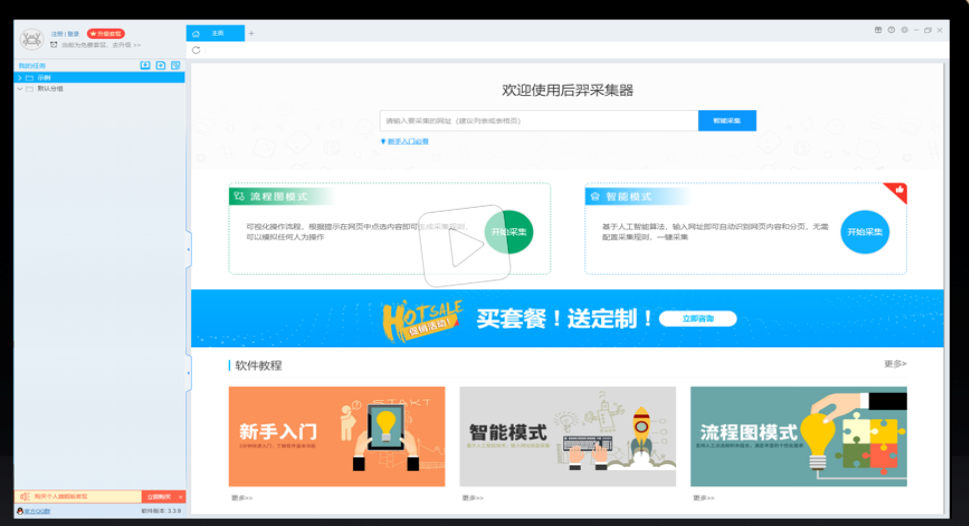 注册 | 登录
升级套餐
当前为免费套餐，去升级 >>
主页
我的任务
示例
默认分组
欢迎使用后羿采集器
请输入要采集的网址（建议列表或表格页）
智能采集
新手入门必看
流程图模式
可视化操作流程，根据提示在网页中点选内容即可生成采集规则，
可以模拟任何人为操作
开始采集
智能模式
基于人工智能算法，输入网址即可自动识别网页内容和分页，无需
配置采集规则，一键采集
开始采集
HOT SALE
促销活动!
买套餐！送定制！
立即咨询
软件教程
更多>
新手入门
START
智能模式
流程图模式
更多>>
更多>>
更多>>
购买个人旗舰版套餐
立即购买
官方QQ群
软件版本: 3.3.9